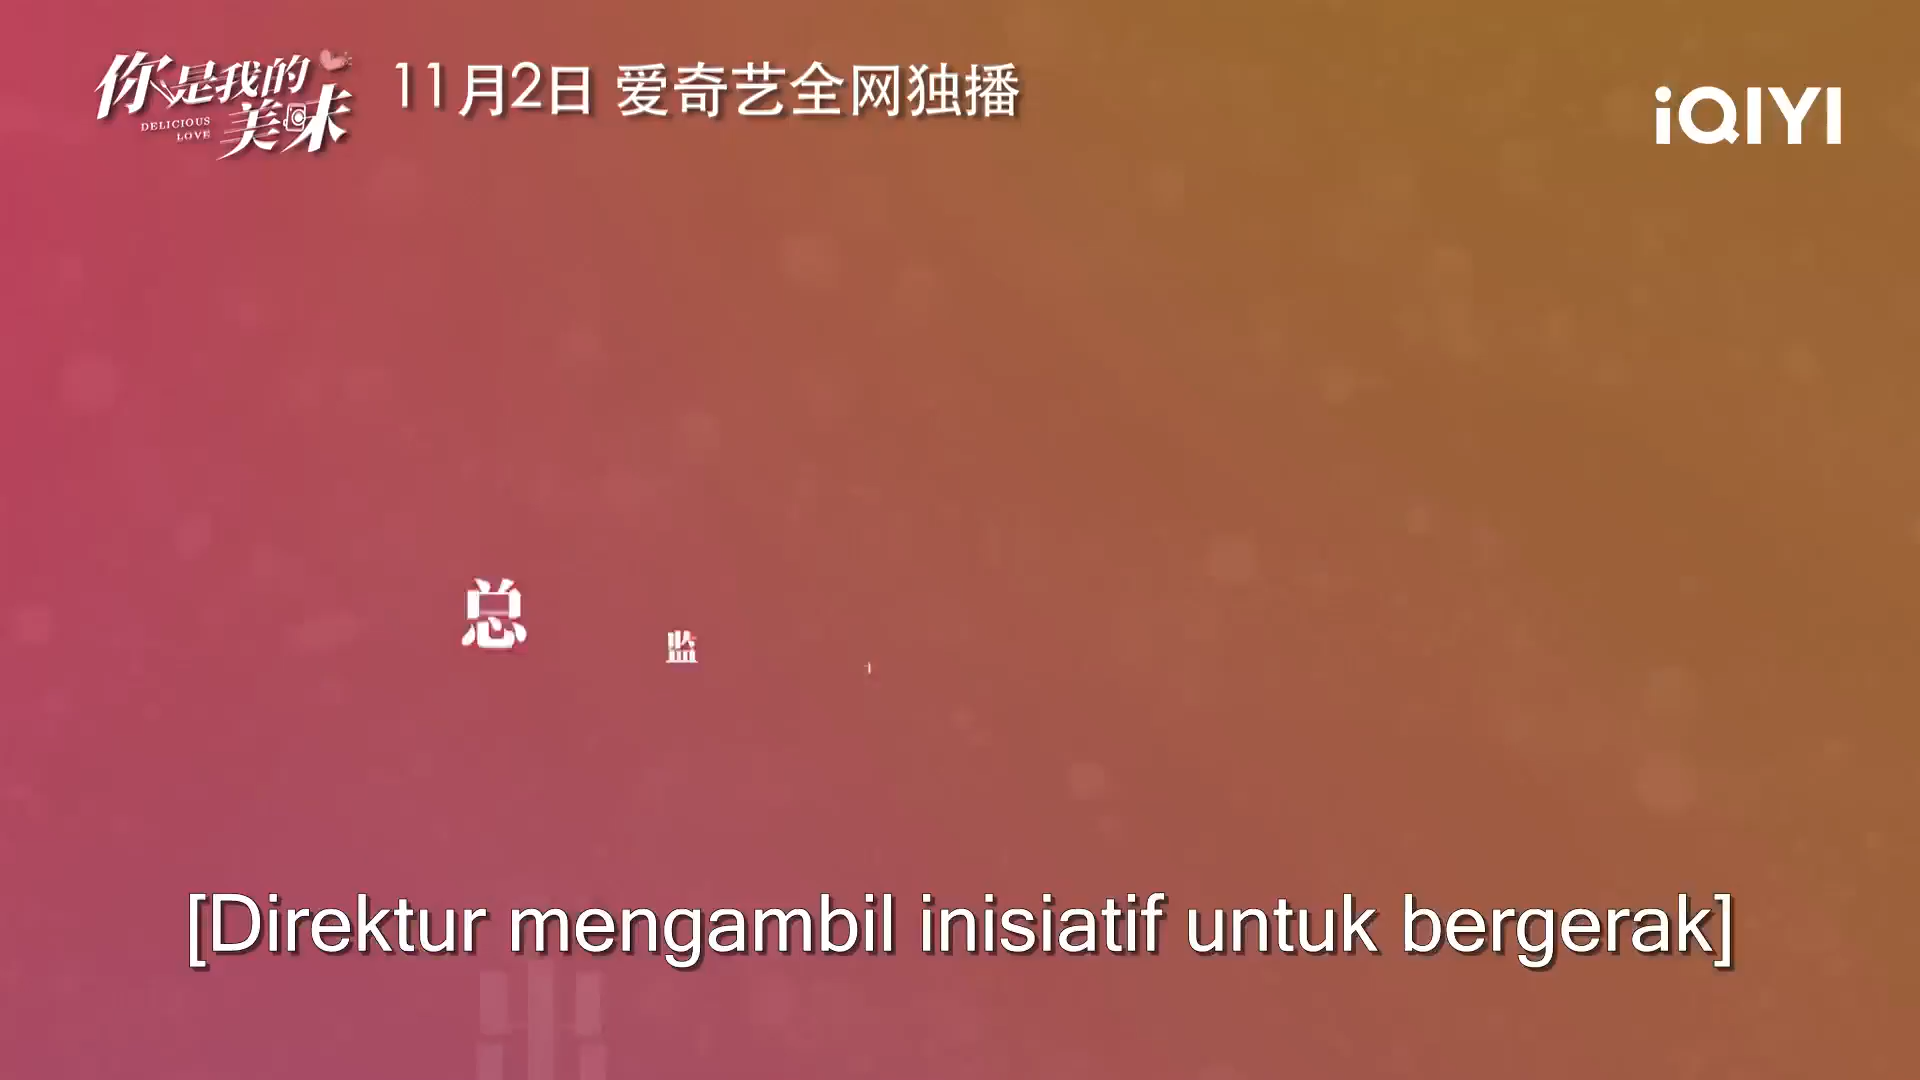 你是我的美味
DELICIOUS
LOVE
11月2日 爱奇艺全网独播
iQIYI
总监
[Direktur mengambil inisiatif untuk bergerak]